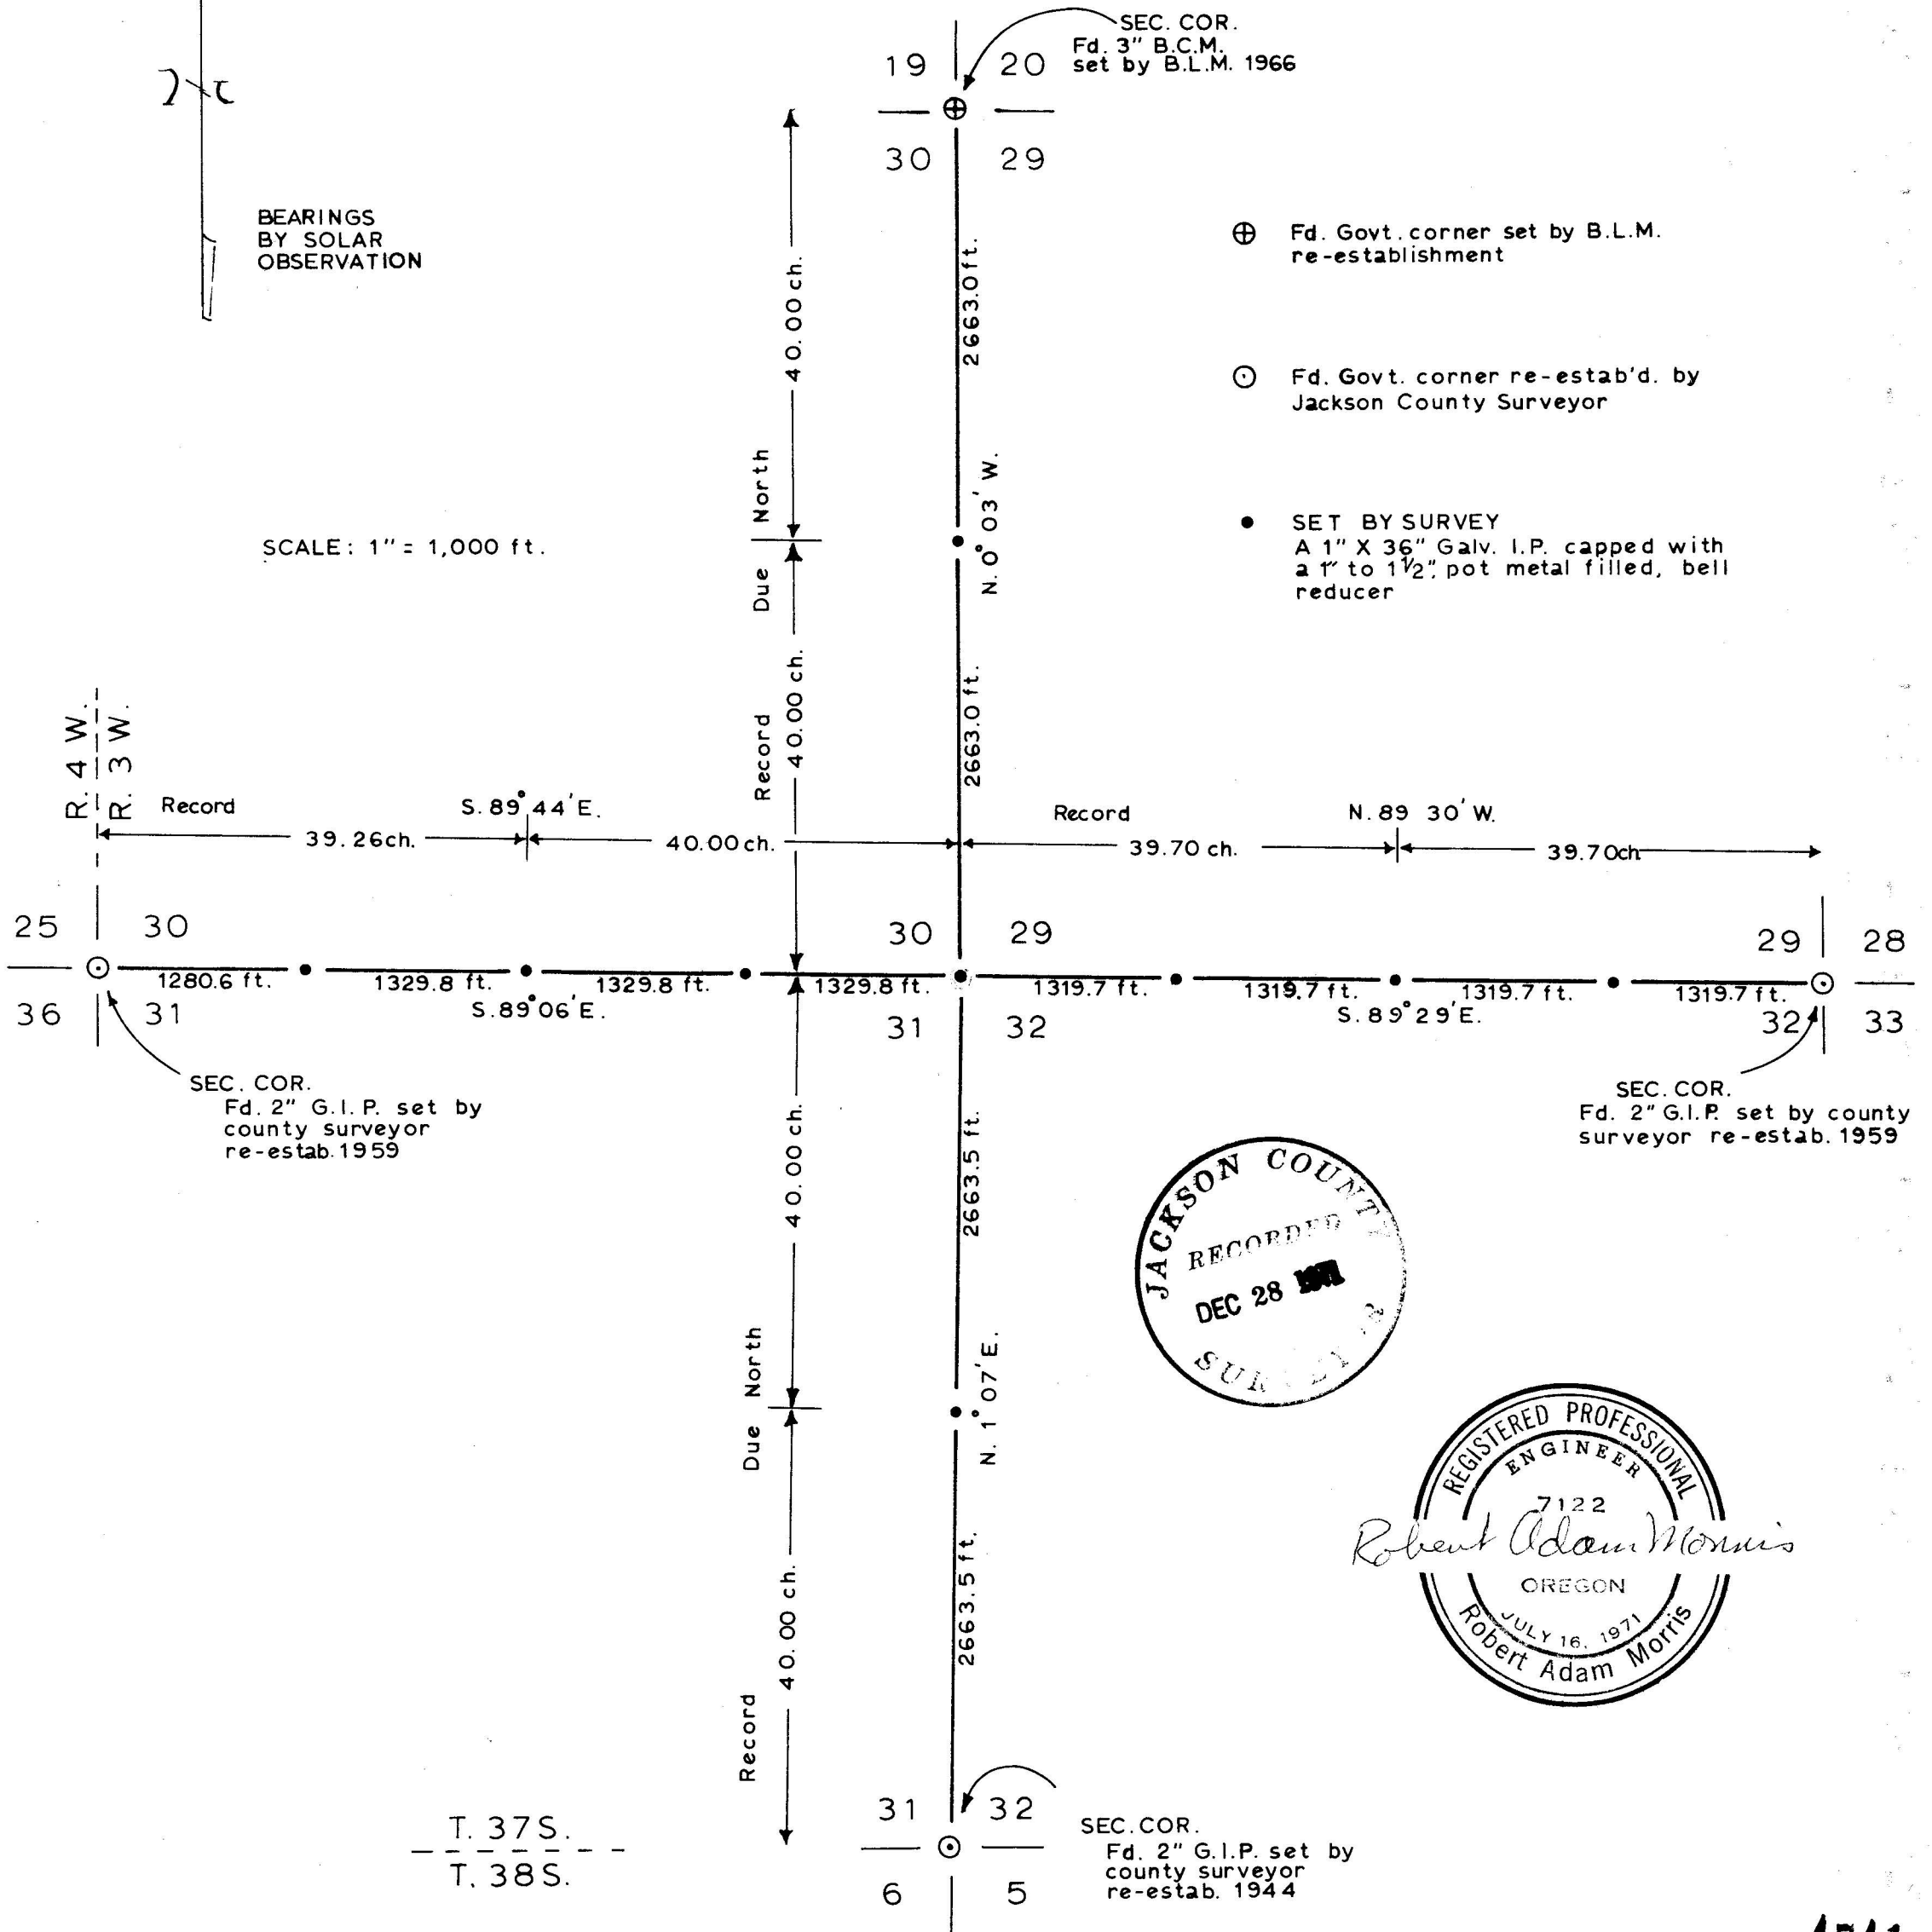 SEC. COR.
Fd. 3" B.C.M.
set by B.L.M. 1966
19 20
30 29
BEARINGS
BY SOLAR
OBSERVATION
SCALE: 1" = 1,000 ft.
⊕ Fd. Govt. corner set by B.L.M.
re-establishment
⊙ Fd. Govt. corner re-estab'd. by
Jackson County Surveyor
● SET BY SURVEY
A 1" X 36" Galv. I.P. capped with
a 1" to 1½", pot metal filled, bell
reducer
40.00 ch.
2663.0 ft.
Record Due North
N. 0° 03' W.
40.00 ch.
2663.0 ft.
R. 4 W.
R. 3 W.
Record S. 89° 44' E.
39.26 ch.
40.00 ch.
Record N. 89 30' W.
39.70 ch.
39.70 ch
25 30
36 31
30 29
31 32
29 28
32 33
1280.6 ft.
1329.8 ft.
1329.8 ft.
1329.8 ft.
S. 89° 06' E.
1319.7 ft.
1319.7 ft.
1319.7 ft.
1319.7 ft.
S. 89° 29' E.
SEC. COR.
Fd. 2" G.I.P. set by
county surveyor
re-estab. 1959
SEC. COR.
Fd. 2" G.I.P. set by county
surveyor re-estab. 1959
40.00 ch.
2663.5 ft.
Record Due North
N. 1° 07' E.
40.00 ch.
2663.5 ft.
JACKSON COUNTY
RECORDED
DEC 28 1971
REGISTERED PROFESSIONAL
ENGINEER
7122
Robert Adam Morris
OREGON
JULY 16, 1971
Robert Adam Morris
T. 37 S.
T. 38 S.
31 32
6 5
SEC. COR.
Fd. 2" G.I.P. set by
county surveyor
re-estab. 1944